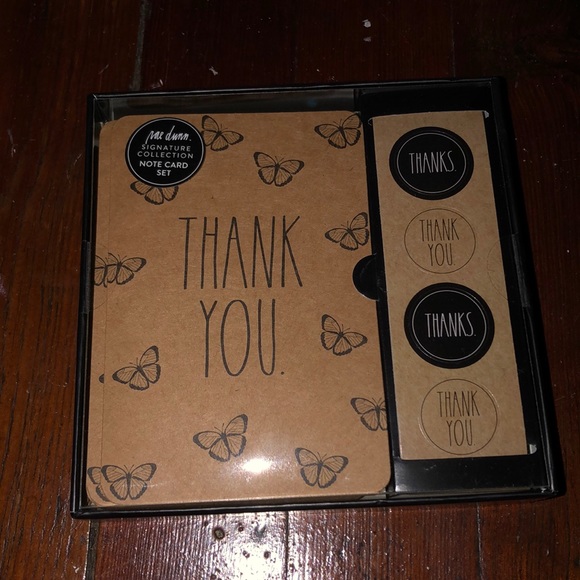 rae dunn.
SIGNATURE
COLLECTION
NOTE CARD
SET
THANK
YOU.
THANKS.
THANK
YOU
THANKS.
THANK
YOU